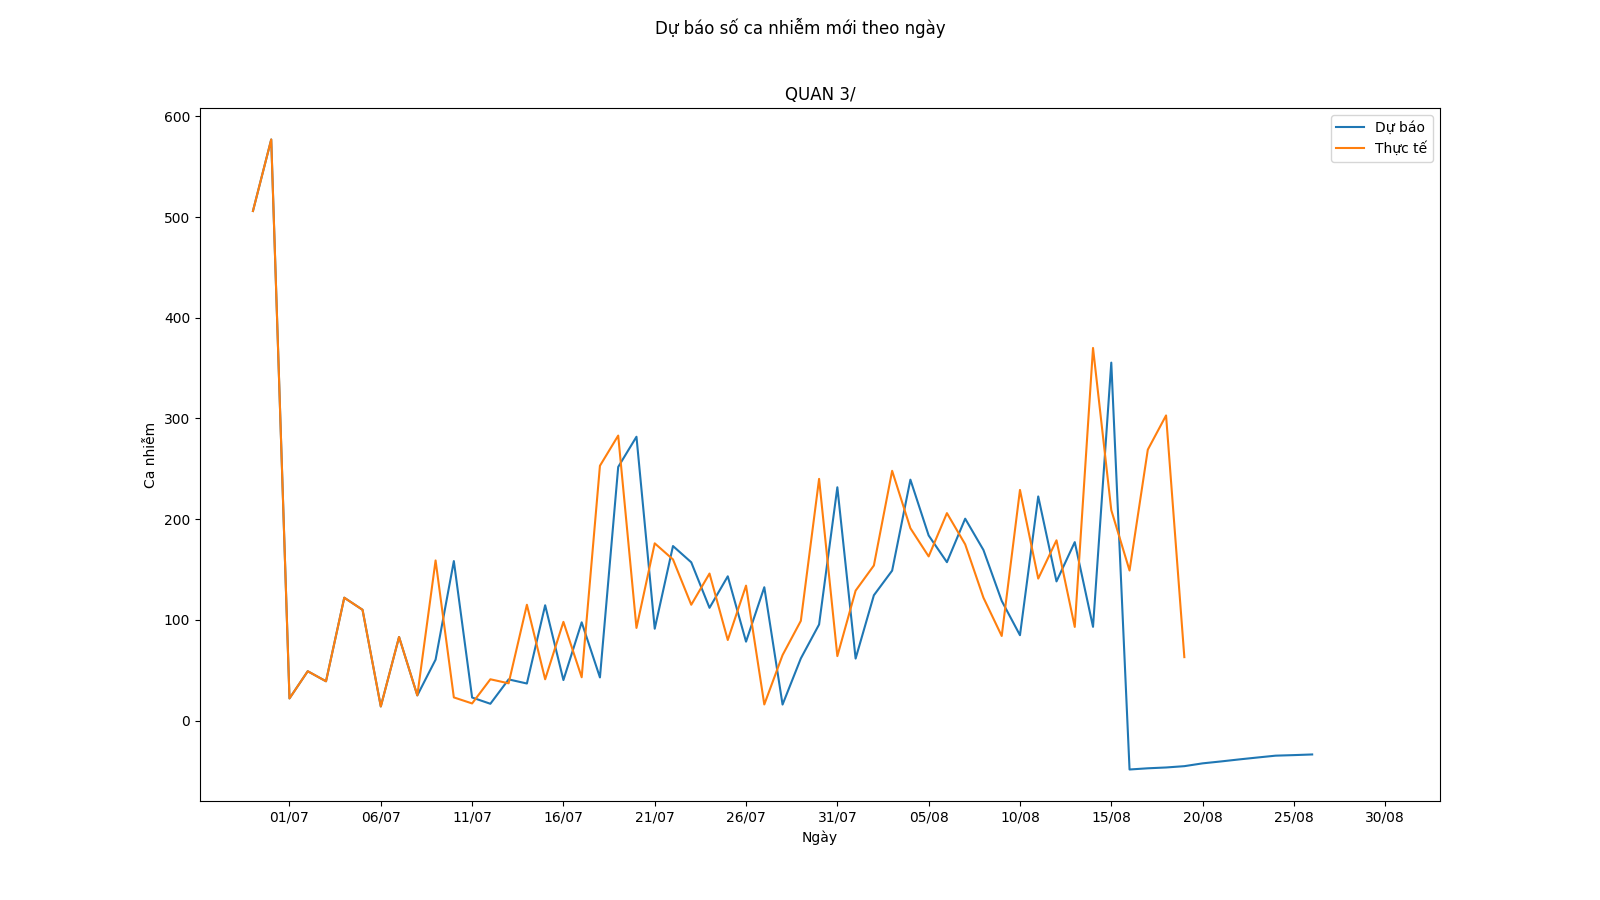 Dự báo số ca nhiễm mới theo ngày
QUAN 3/
600
500
400
300
200
100
0
Ca nhiễm
Dự báo
Thực tế
01/07 06/07 11/07 16/07 21/07 26/07 31/07 05/08 10/08 15/08 20/08 25/08 30/08
Ngày